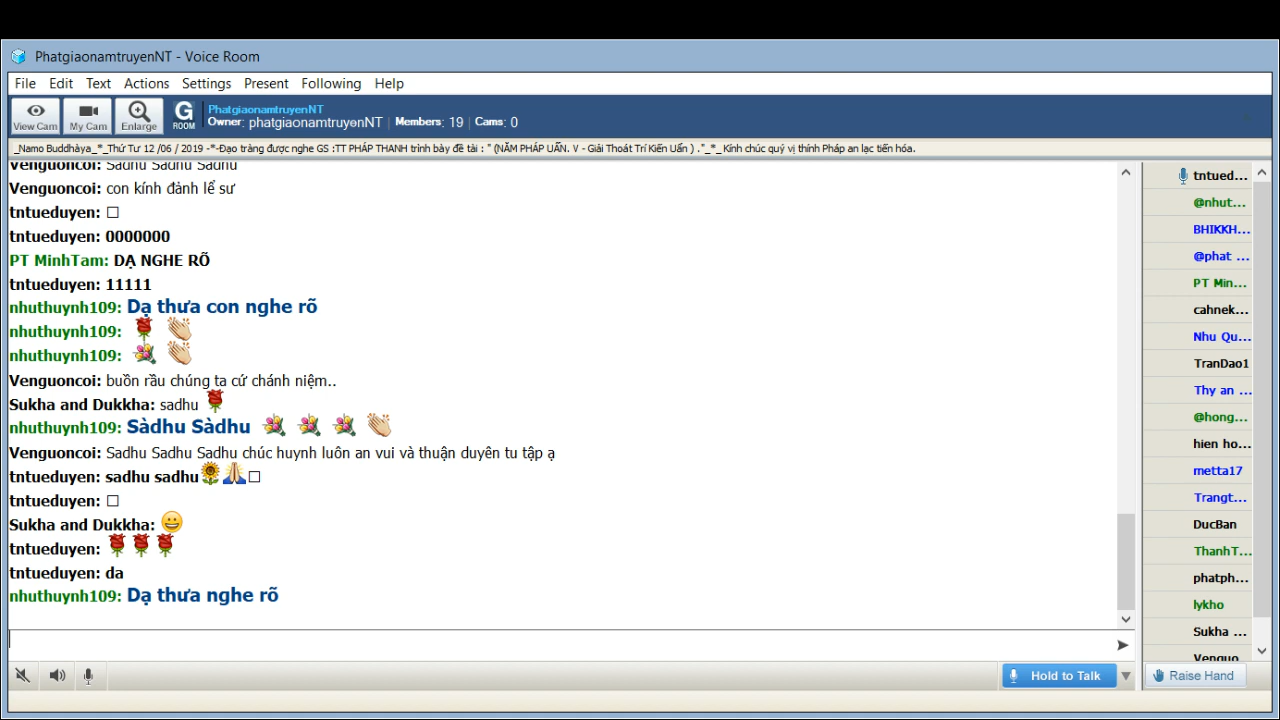 PhatgiaonamtruyenNT - Voice Room
File Edit Text Actions Settings Present Following Help
View Cam My Cam Enlarge G ROOM
PhatgiaonamtruyenNT
Owner: phatgiaonamtruyenNT | Members: 19 | Cams: 0
_Namo Buddhàya_*_Thứ Tư 12 /06 / 2019 -*-Đạo tràng được nghe GS :TT PHÁP THANH trình bày đề tài : " (NĂM PHÁP UẨN. V - Giải Thoát Trí Kiến Uẩn ) ."_*_ Kính chúc quý vị thính Pháp an lạc tiến hóa.
Venguoncoi: Sadhu Sadhu Sadhu
Venguoncoi: con kính đảnh lể sư
tntueduyen: □
tntueduyen: 0000000
PT MinhTam: DẠ NGHE RÕ
tntueduyen: 11111
nhuthuynh109: Dạ thưa con nghe rõ
nhuthuynh109: 🌹 👏
nhuthuynh109: 💐 👏
Venguoncoi: buồn rầu chúng ta cứ chánh niệm..
Sukha and Dukkha: sadhu 🌹
nhuthuynh109: Sàdhu Sàdhu 💐 💐 💐 👏
Venguoncoi: Sadhu Sadhu Sadhu chúc huynh luôn an vui và thuận duyên tu tập ạ
tntueduyen: sadhu sadhu🌻🙏□
tntueduyen: □
Sukha and Dukkha: 😀
tntueduyen: 🌹🌹🌹
tntueduyen: da
nhuthuynh109: Dạ thưa nghe rõ
tntued...
@nhut...
BHIKKH...
@phat ...
PT Min...
cahnek...
Nhu Qu...
TranDao1
Thy an ...
@hong...
hien ho...
metta17
Trangt...
DucBan
ThanhT...
phatph...
lykho
Sukha ...
Venguo
Hold to Talk
Raise Hand